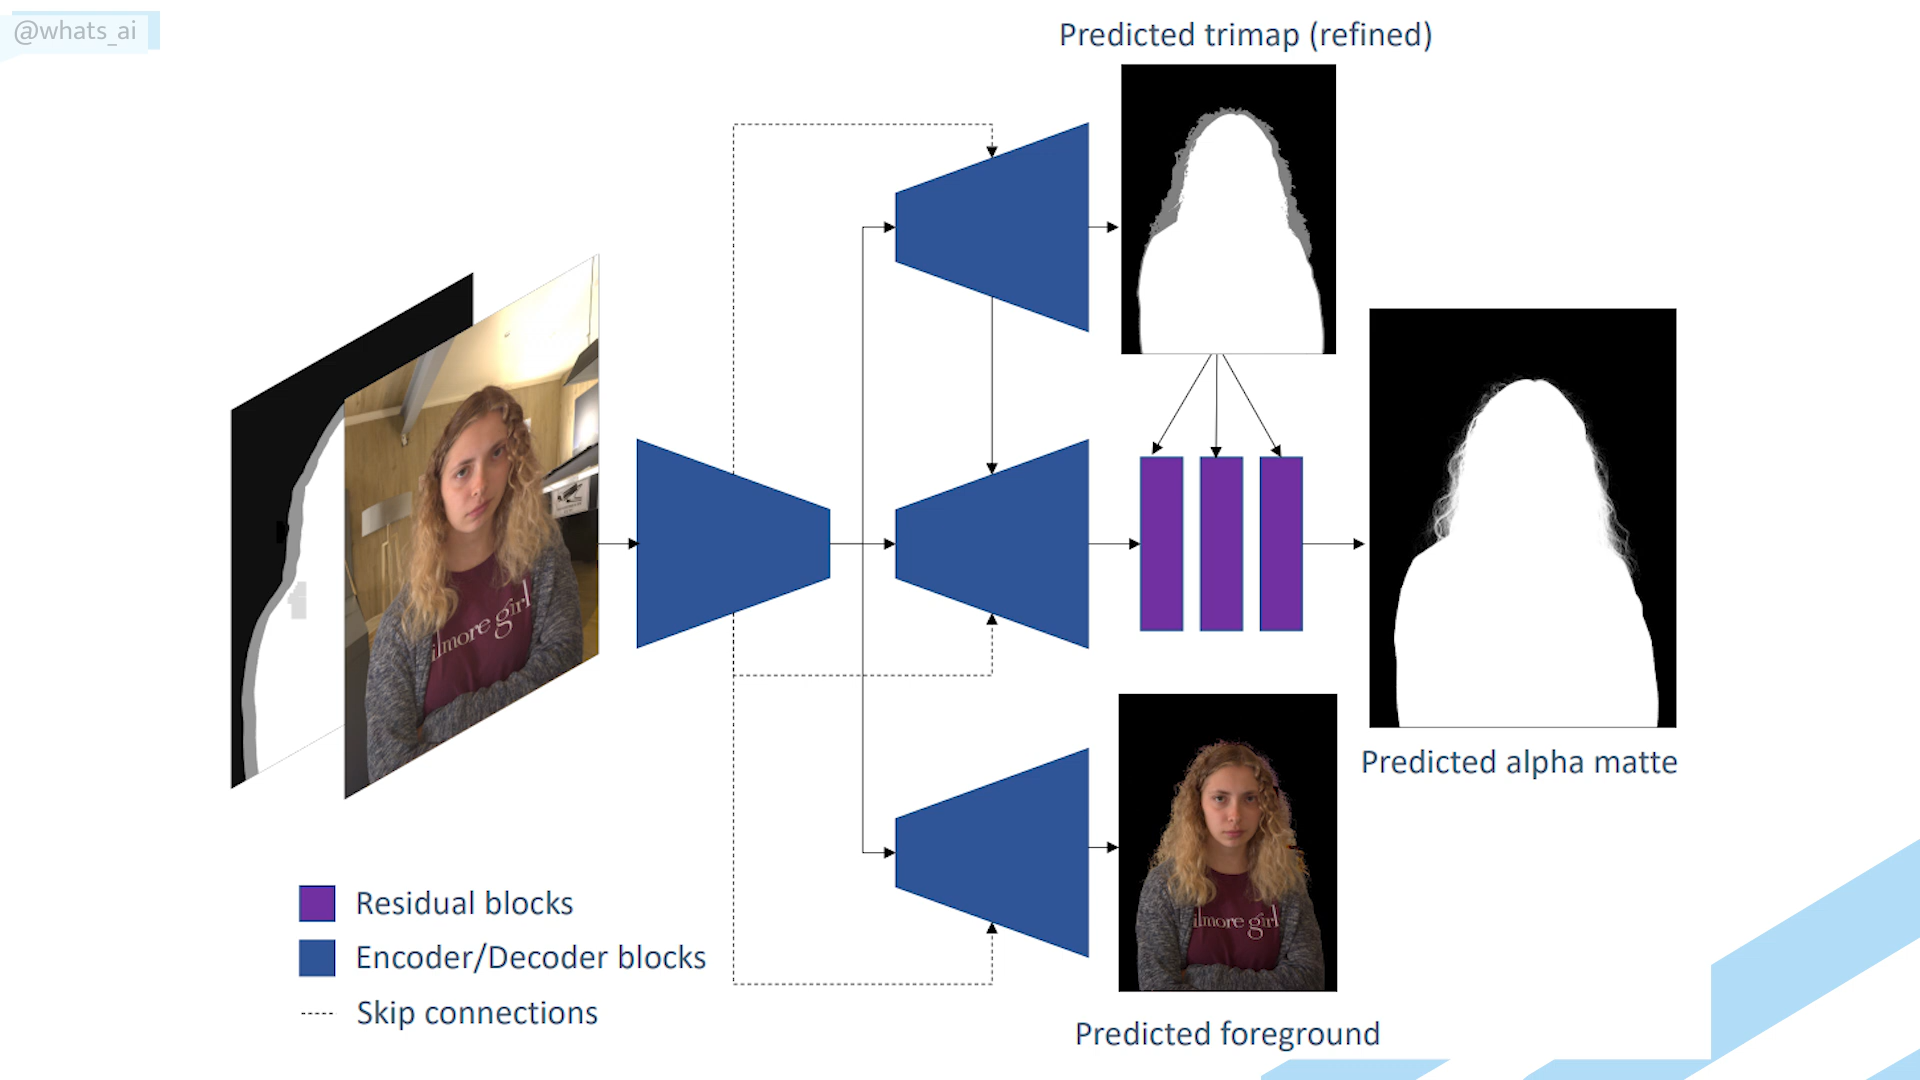 @whats_ai
Predicted trimap (refined)
ilmore girl
Predicted alpha matte
ilmore girl
Residual blocks
Encoder/Decoder blocks
Skip connections
Predicted foreground